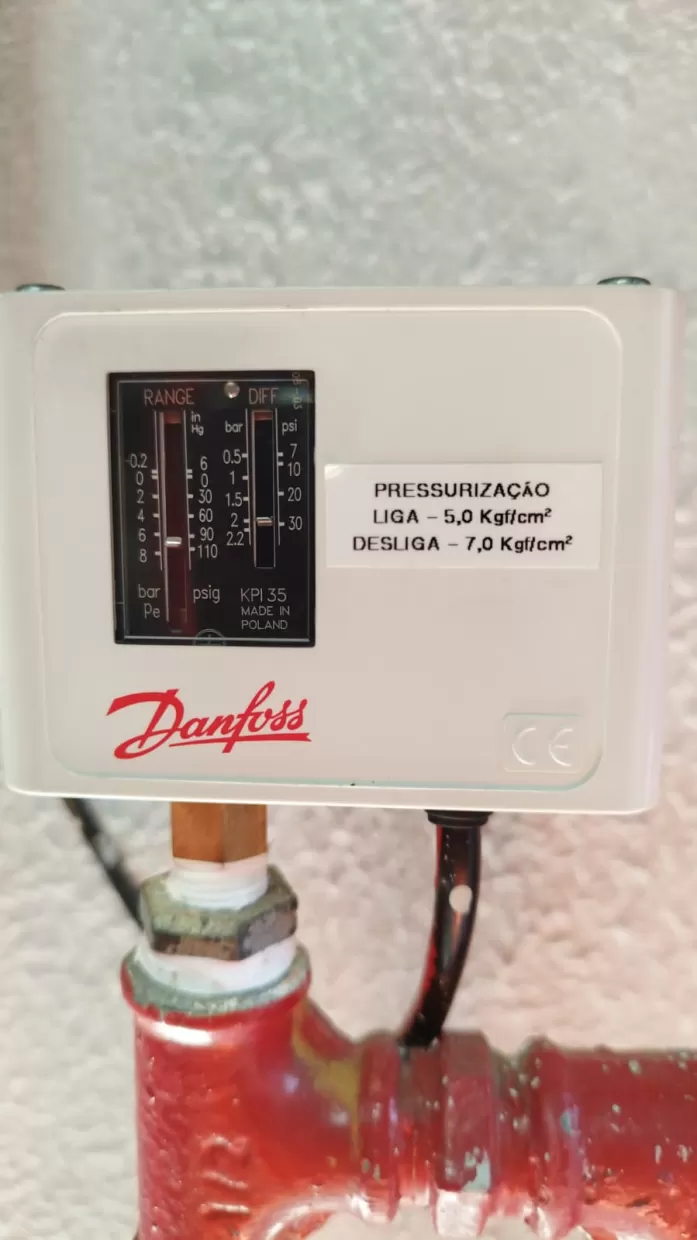 RANGE DIFF
in
Hg bar psi
-0.2 6 0.5 7
0 0 1 10
2 30 1.5 20
4 60 2 30
6 90 2.2
8 110
bar psig KPI 35
Pe MADE IN
POLAND
PRESSURIZAÇÃO
LIGA – 5,0 Kgf/cm²
DESLIGA – 7,0 Kgf/cm²
Danfoss
CE
1/2